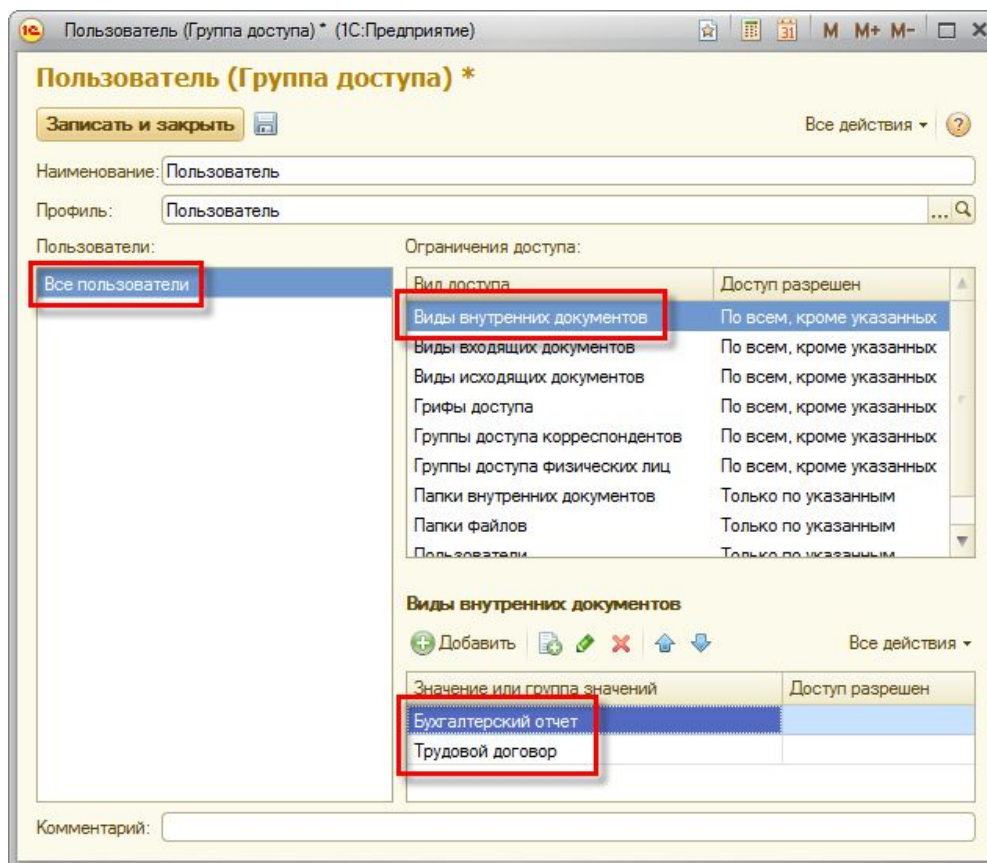 Пользователь (Группа доступа) * (1С:Предприятие)
31 M M+ M-
Пользователь (Группа доступа) *
Записать и закрыть Все действия ?
Наименование: Пользователь
Профиль: Пользователь ...
Пользователи: Ограничения доступа:
Все пользователи
Вид доступа Доступ разрешен
Виды внутренних документов По всем, кроме указанных
Виды входящих документов По всем, кроме указанных
Виды исходящих документов По всем, кроме указанных
Грифы доступа По всем, кроме указанных
Группы доступа корреспондентов По всем, кроме указанных
Группы доступа физических лиц По всем, кроме указанных
Папки внутренних документов Только по указанным
Папки файлов Только по указанным
Пользователи Только по указанным
Виды внутренних документов
Добавить Все действия
Значение или группа значений Доступ разрешен
Бухгалтерский отчет
Трудовой договор
Комментарий: